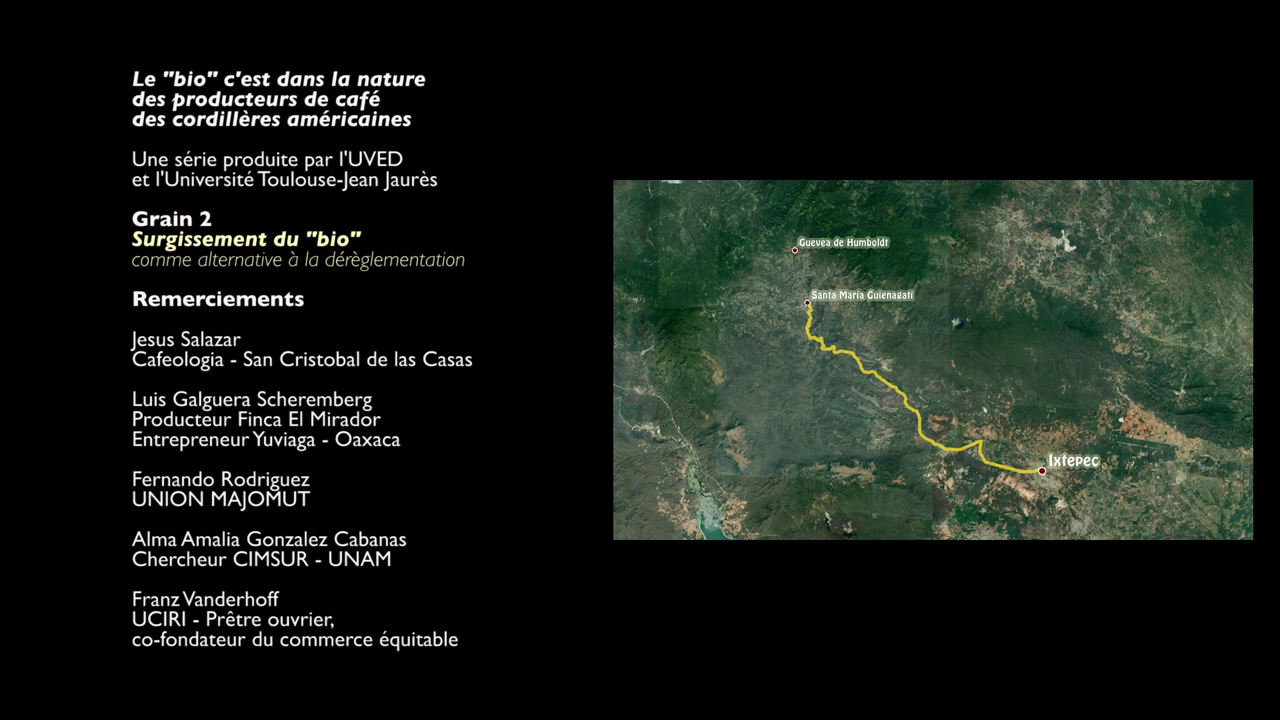 Le "bio" c'est dans la nature
des producteurs de café
des cordillères américaines
Une série produite par l'UVED
et l'Université Toulouse-Jean Jaurès
Grain 2
Surgissement du "bio"
comme alternative à la dérèglementation
Remerciements
Jesus Salazar
Cafeologia - San Cristobal de las Casas
Luis Galguera Scheremberg
Producteur Finca El Mirador
Entrepreneur Yuviaga - Oaxaca
Fernando Rodriguez
UNION MAJOMUT
Alma Amalia Gonzalez Cabanas
Chercheur CIMSUR - UNAM
Franz Vanderhoff
UCIRI - Prêtre ouvrier,
co-fondateur du commerce équitable
Guevea de Humboldt
Santa Maria Guienagati
Ixtepec